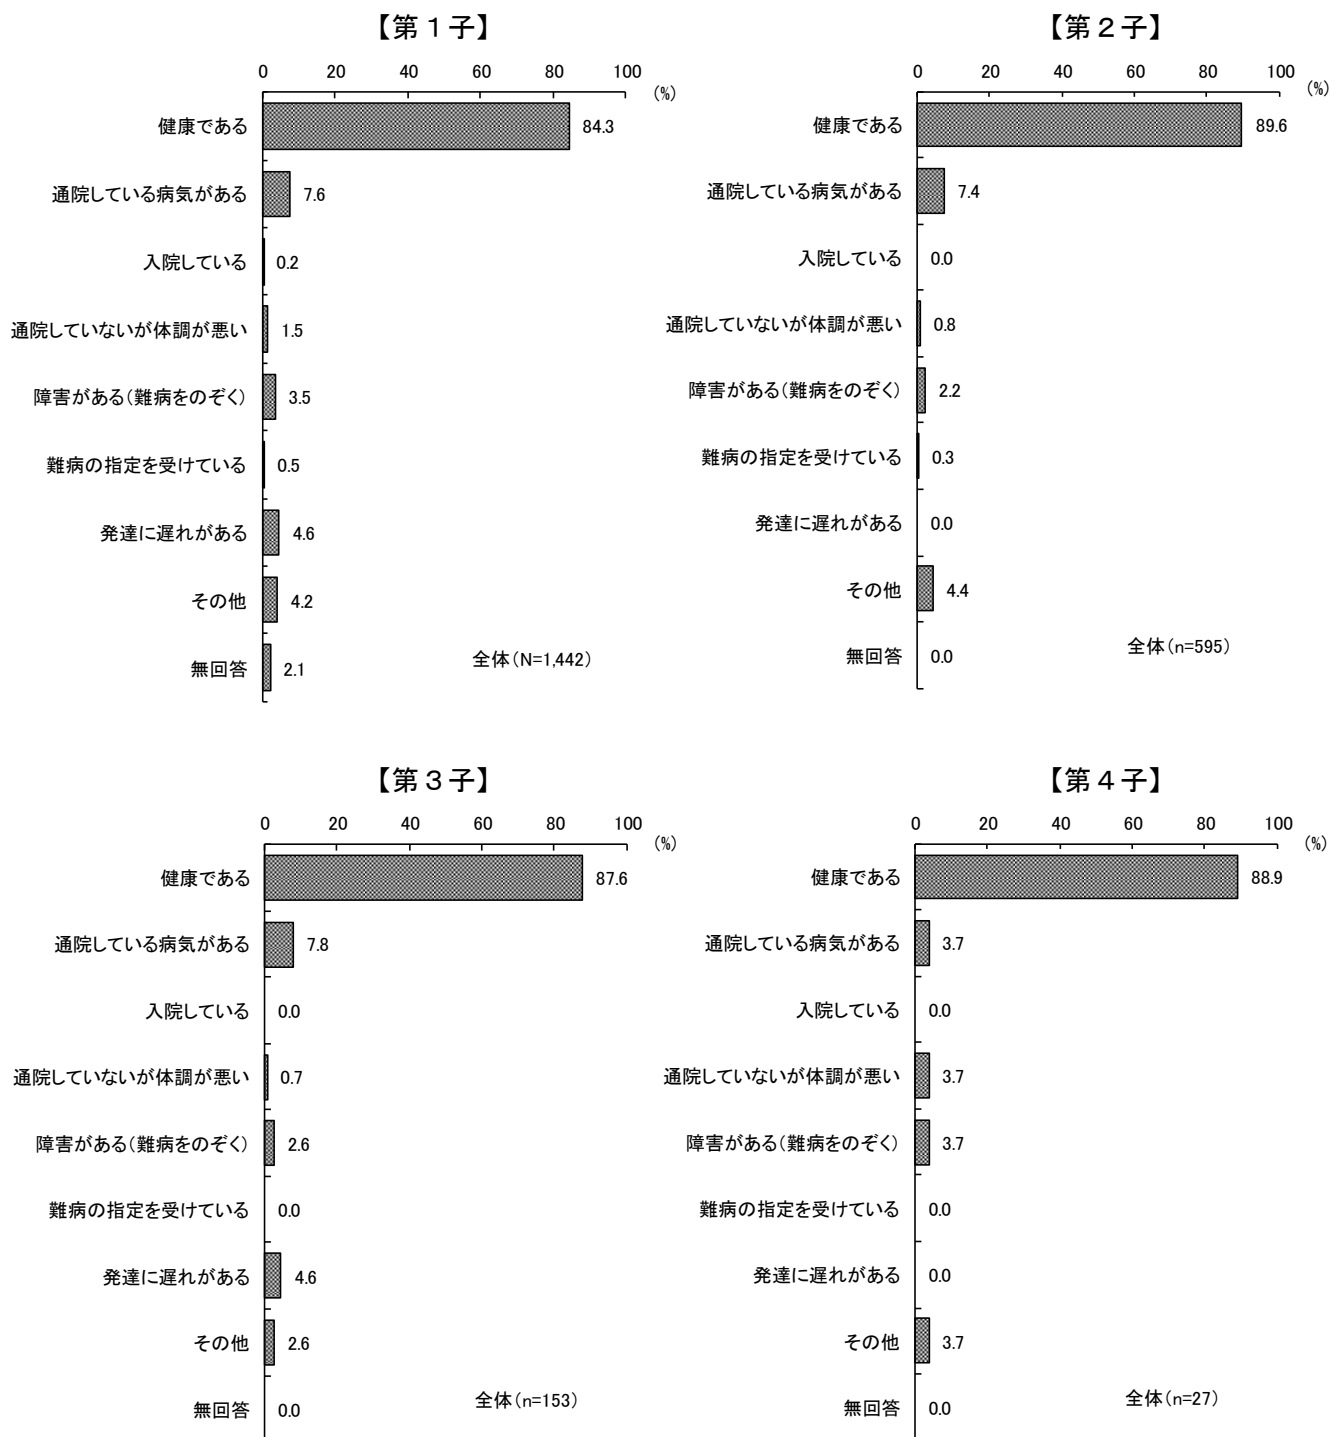 【第１子】
0 20 40 60 80 100
(%)
健康である 84.3
通院している病気がある 7.6
入院している 0.2
通院していないが体調が悪い 1.5
障害がある(難病をのぞく) 3.5
難病の指定を受けている 0.5
発達に遅れがある 4.6
その他 4.2
無回答 2.1
全体(N=1,442)
【第２子】
0 20 40 60 80 100
(%)
健康である 89.6
通院している病気がある 7.4
入院している 0.0
通院していないが体調が悪い 0.8
障害がある(難病をのぞく) 2.2
難病の指定を受けている 0.3
発達に遅れがある 0.0
その他 4.4
無回答 0.0
全体(n=595)
【第３子】
0 20 40 60 80 100
(%)
健康である 87.6
通院している病気がある 7.8
入院している 0.0
通院していないが体調が悪い 0.7
障害がある(難病をのぞく) 2.6
難病の指定を受けている 0.0
発達に遅れがある 4.6
その他 2.6
無回答 0.0
全体(n=153)
【第４子】
0 20 40 60 80 100
(%)
健康である 88.9
通院している病気がある 3.7
入院している 0.0
通院していないが体調が悪い 3.7
障害がある(難病をのぞく) 3.7
難病の指定を受けている 0.0
発達に遅れがある 0.0
その他 3.7
無回答 0.0
全体(n=27)